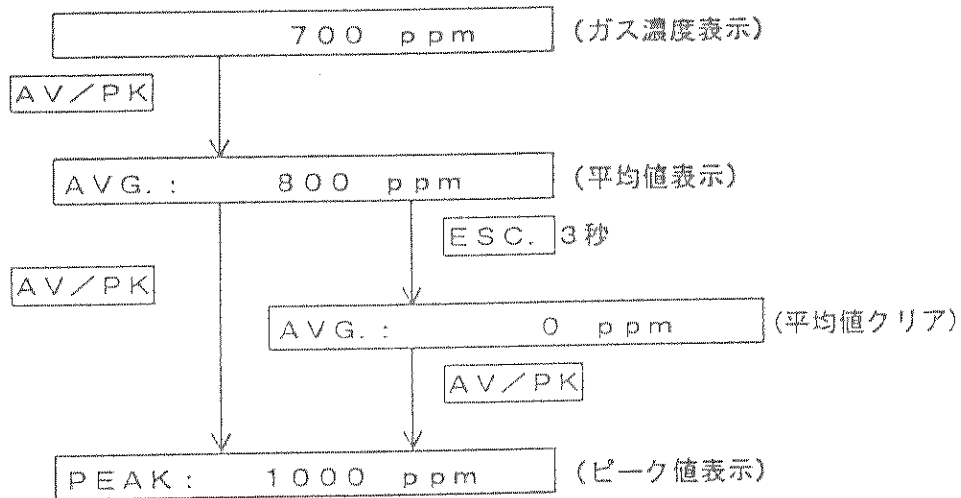 700 ppm (ガス濃度表示)
AV/PK
AVG.: 800 ppm (平均値表示)
ESC. 3秒
AV/PK
AVG.: 0 ppm (平均値クリア)
AV/PK
PEAK: 1000 ppm (ピーク値表示)